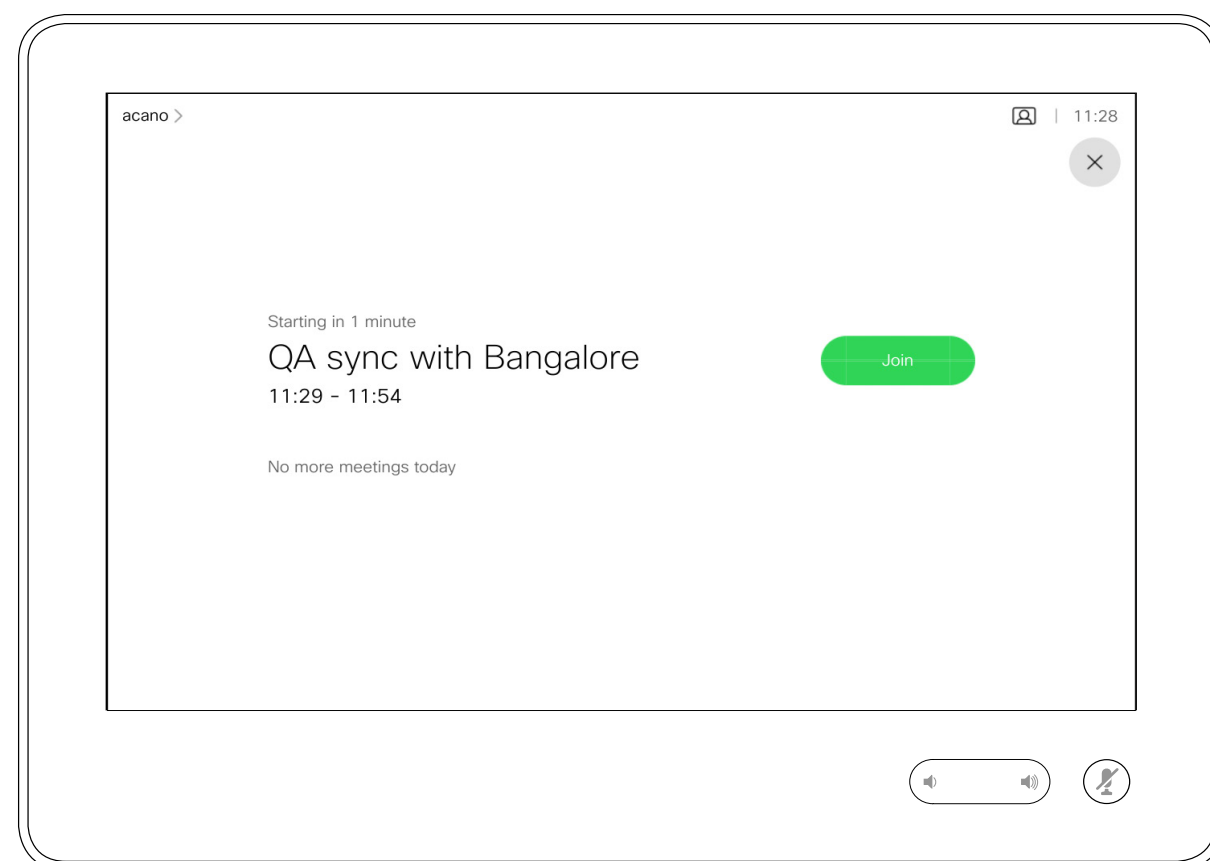 acano
11:28
Starting in 1 minute
QA sync with Bangalore
Join
11:29 - 11:54
No more meetings today